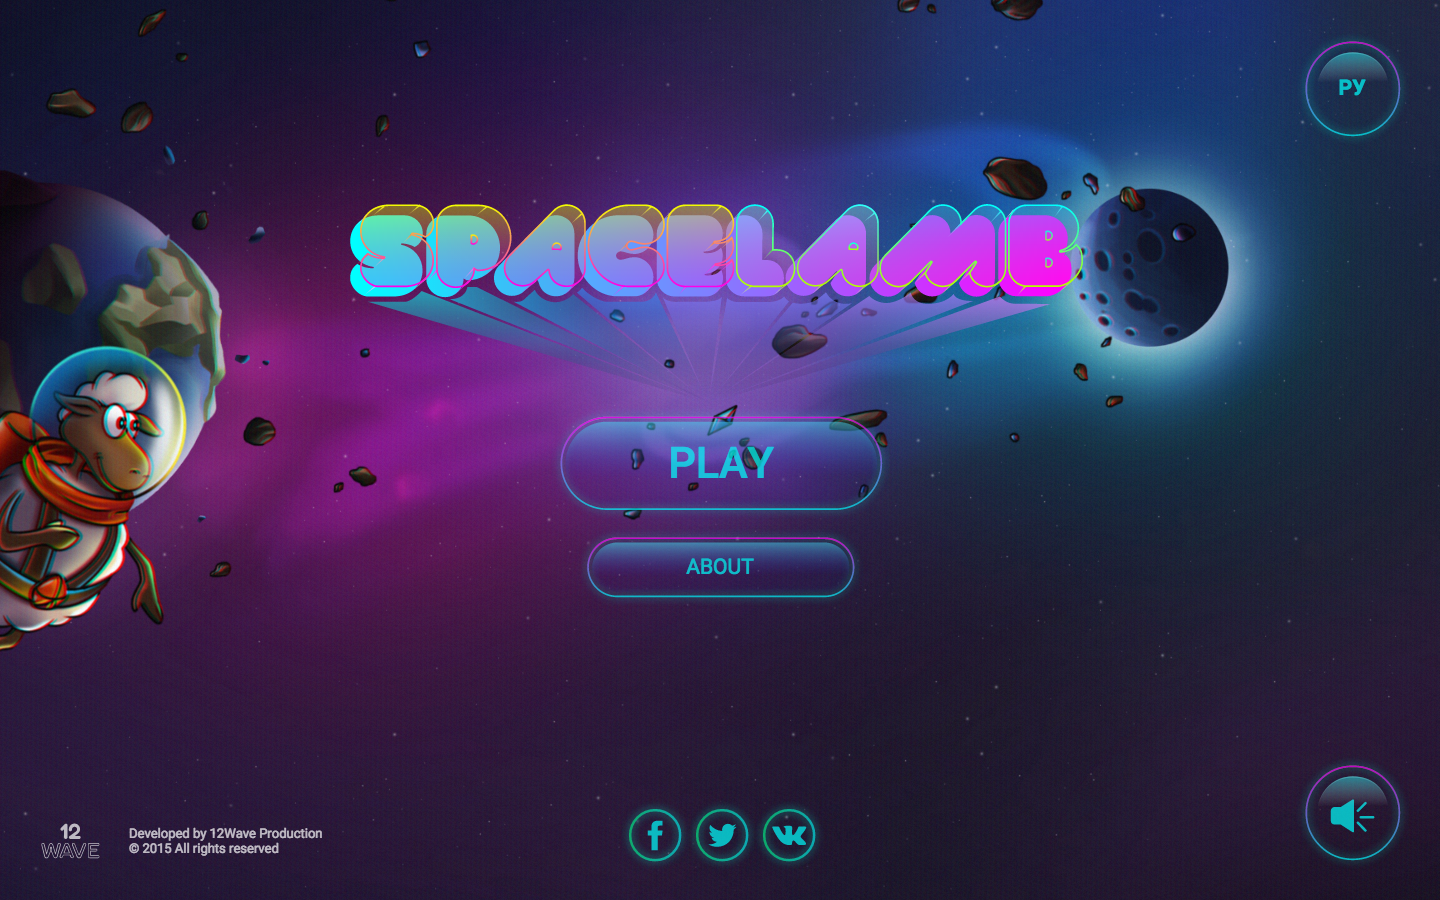 РУ
SPACELAMB
PLAY
ABOUT
12
WAVE
Developed by 12Wave Production
© 2015 All rights reserved